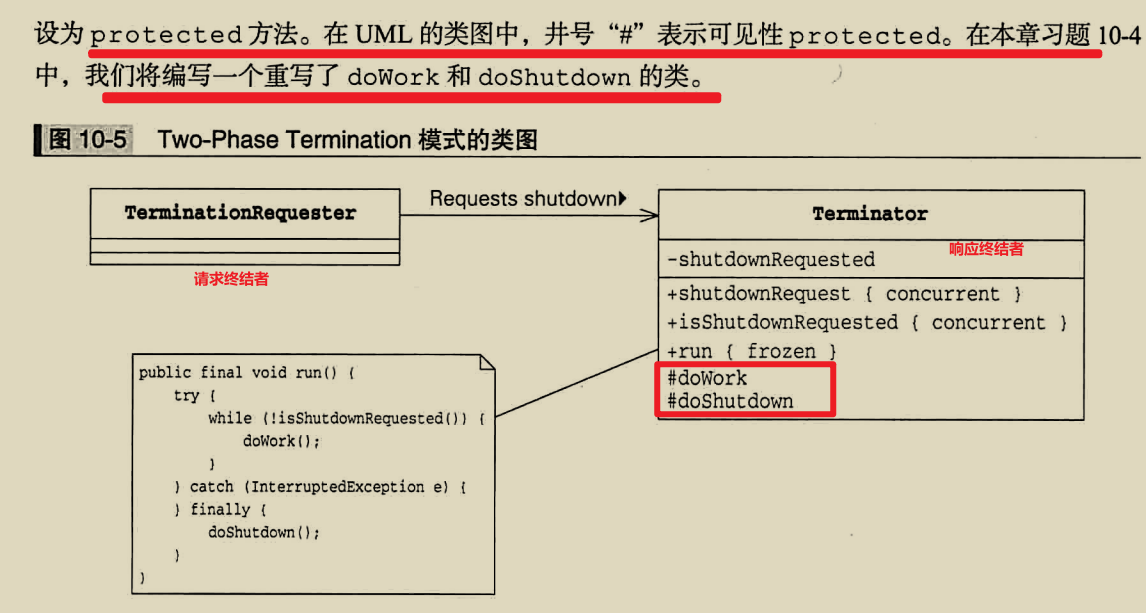 设为 protected 方法。在 UML 的类图中，井号“#”表示可见性 protected。在本章习题 10-4
中，我们将编写一个重写了 doWork 和 doShutdown 的类。
图 10-5 Two-Phase Termination 模式的类图
TerminationRequester
Requests shutdown▶
Terminator
请求终结者
响应终结者
-shutdownRequested
+shutdownRequest { concurrent }
+isShutdownRequested { concurrent }
+run { frozen }
#doWork
#doShutdown
public final void run() {
try {
while (!isShutdownRequested()) {
doWork();
}
} catch (InterruptedException e) {
} finally {
doShutdown();
}
}